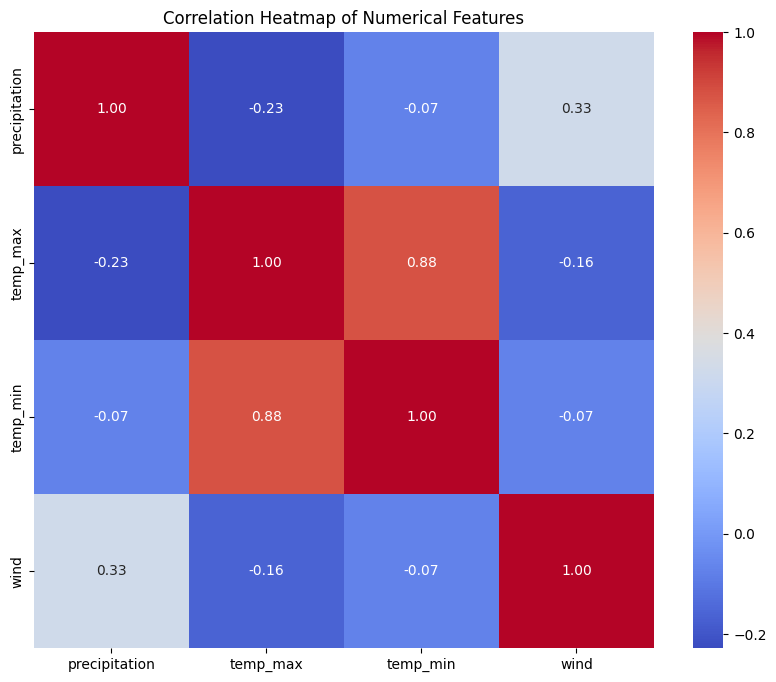 Correlation Heatmap of Numerical Features
precipitation
1.00 -0.23 -0.07 0.33
temp_max
-0.23 1.00 0.88 -0.16
temp_min
-0.07 0.88 1.00 -0.07
wind
0.33 -0.16 -0.07 1.00
precipitation temp_max temp_min wind
1.0
0.8
0.6
0.4
0.2
0.0
−0.2